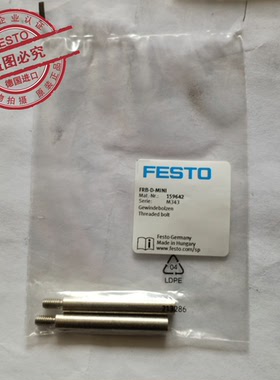 FESTO
德国
进口
FESTO
FRB-D-MINI
Mat.-Nr.: 159642
Serie: MJ43
Gewindebolzen
Threaded bolt
Festo Germany
Made in Hungary
www.festo.com/sp
04
LDPE